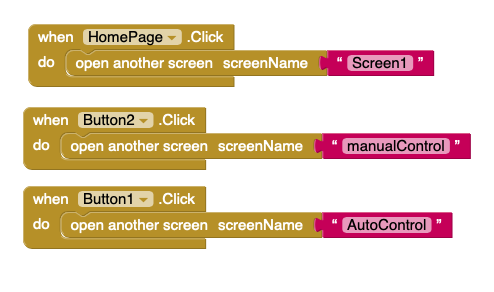 when HomePage .Click
do open another screen screenName " Screen1 "
when Button2 .Click
do open another screen screenName " manualControl "
when Button1 .Click
do open another screen screenName " AutoControl "